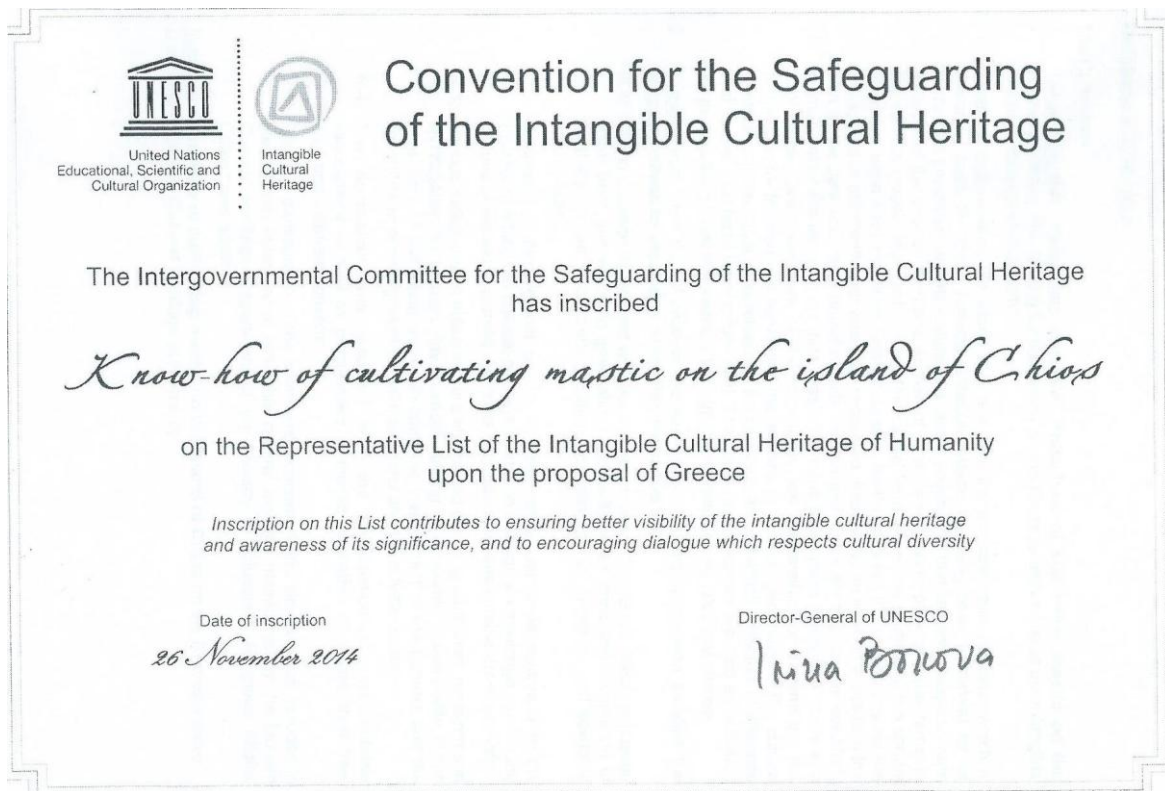 UNESCO
United Nations
Educational, Scientific and
Cultural Organization
Intangible
Cultural
Heritage
Convention for the Safeguarding
of the Intangible Cultural Heritage
The Intergovernmental Committee for the Safeguarding of the Intangible Cultural Heritage
has inscribed
Know-how of cultivating mastic on the island of Chios
on the Representative List of the Intangible Cultural Heritage of Humanity
upon the proposal of Greece
Inscription on this List contributes to ensuring better visibility of the intangible cultural heritage
and awareness of its significance, and to encouraging dialogue which respects cultural diversity
Date of inscription
26 November 2014
Director-General of UNESCO
Irina Bokova